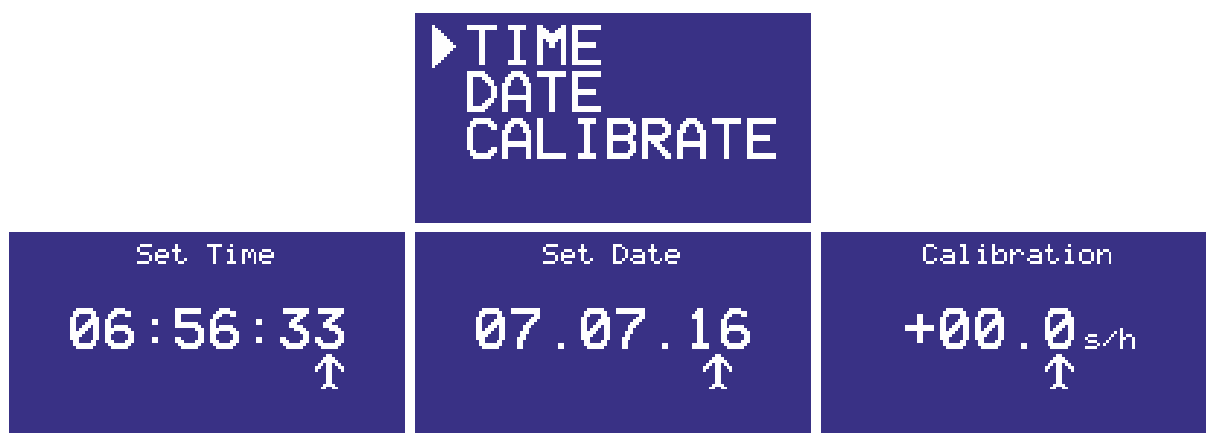 TIME
DATE
CALIBRATE
Set Time
06:56:33
Set Date
07.07.16
Calibration
+00.0s/h